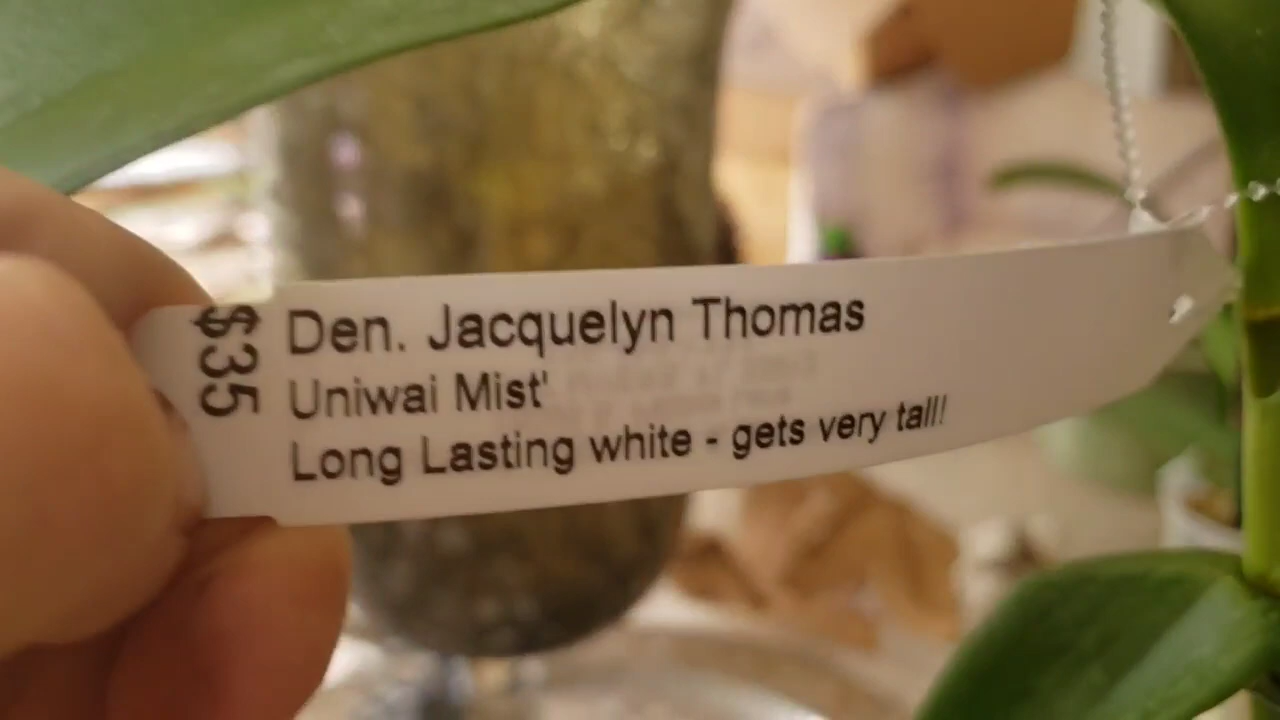 $35
Den. Jacquelyn Thomas
Uniwai Mist'
Long Lasting white - gets very tall!